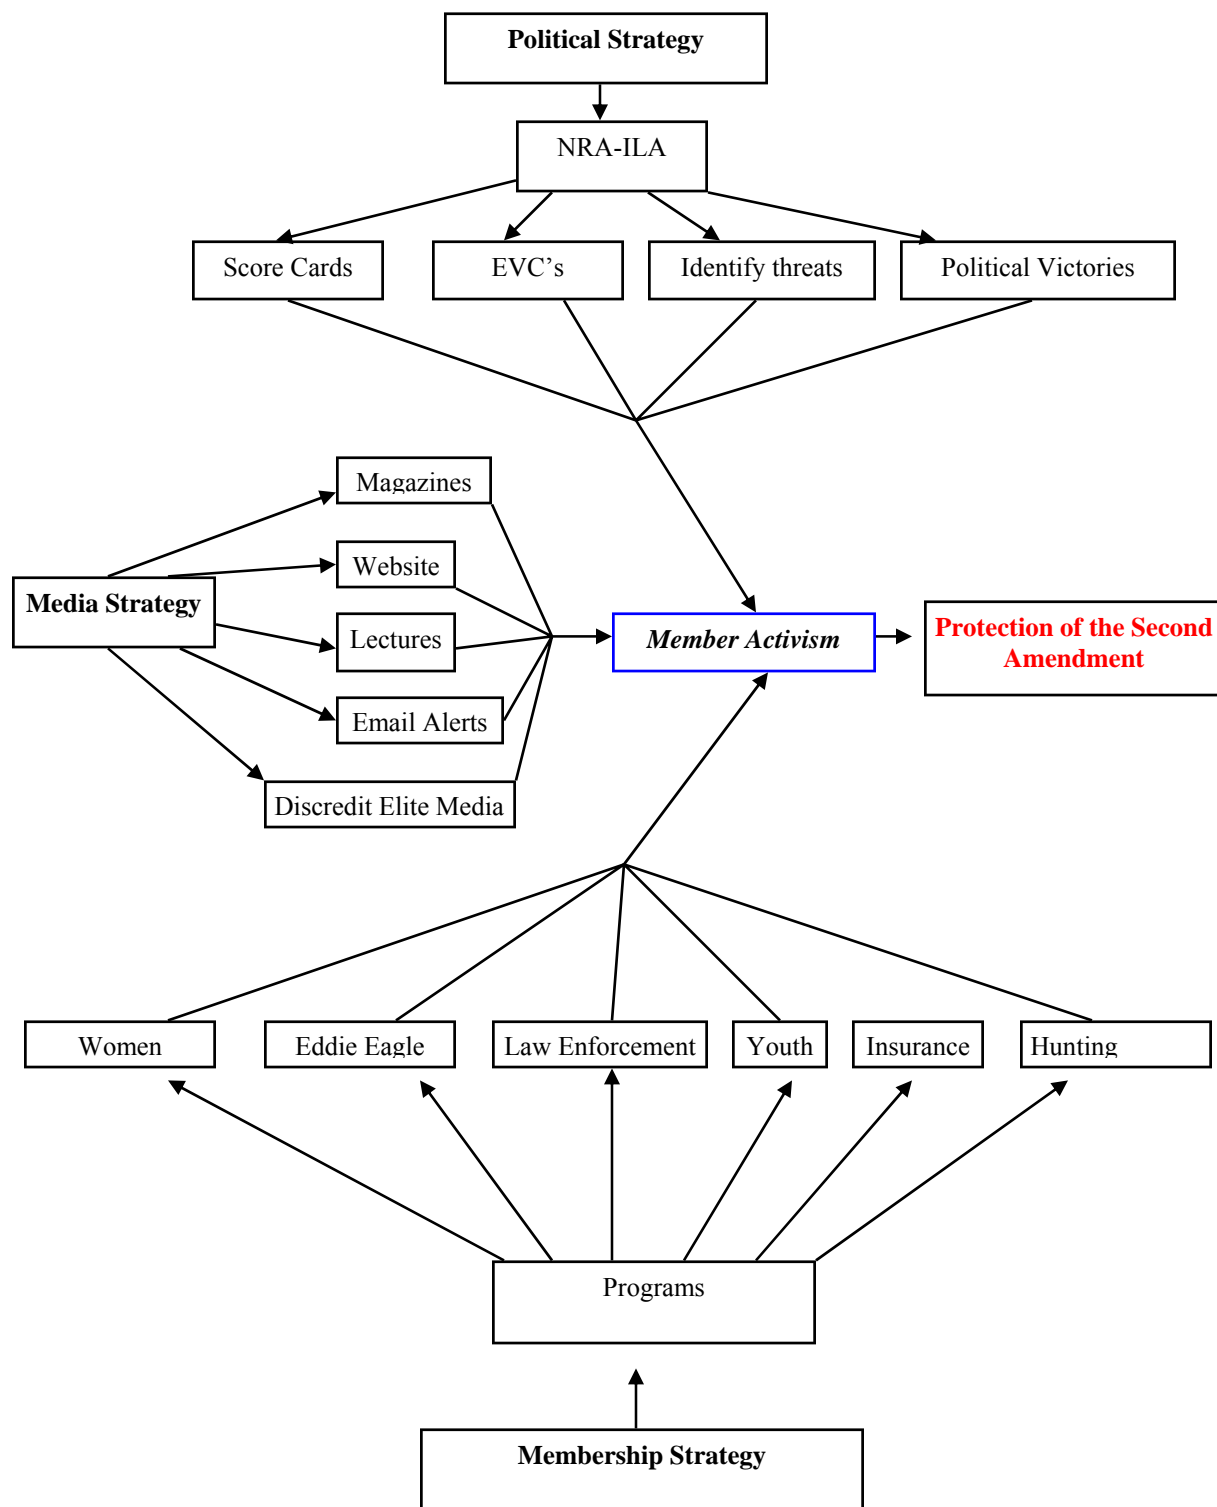 Political Strategy
NRA-ILA
Score Cards
EVC’s
Identify threats
Political Victories
Magazines
Website
Media Strategy
Lectures
Member Activism
Protection of the Second
Amendment
Email Alerts
Discredit Elite Media
Women
Eddie Eagle
Law Enforcement
Youth
Insurance
Hunting
Programs
Membership Strategy